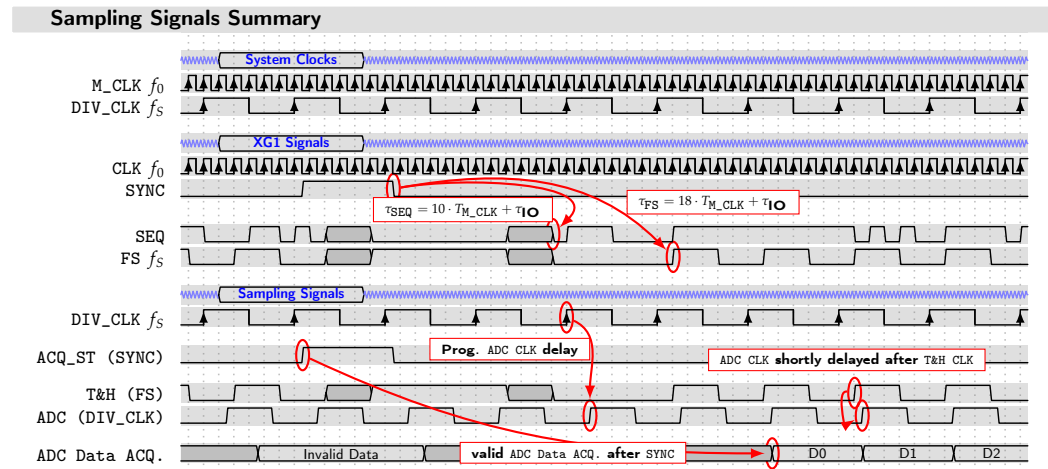 Sampling Signals Summary
System Clocks
M_CLK f0
DIV_CLK fS
XG1 Signals
CLK f0
SYNC
τSEQ = 10 · TM_CLK + τIO
τFS = 18 · TM_CLK + τIO
SEQ
FS fS
Sampling Signals
DIV_CLK fS
ACQ_ST (SYNC)
Prog. ADC CLK delay
ADC CLK shortly delayed after T&H CLK
T&H (FS)
ADC (DIV_CLK)
ADC Data ACQ.
Invalid Data
valid ADC Data ACQ. after SYNC
D0
D1
D2